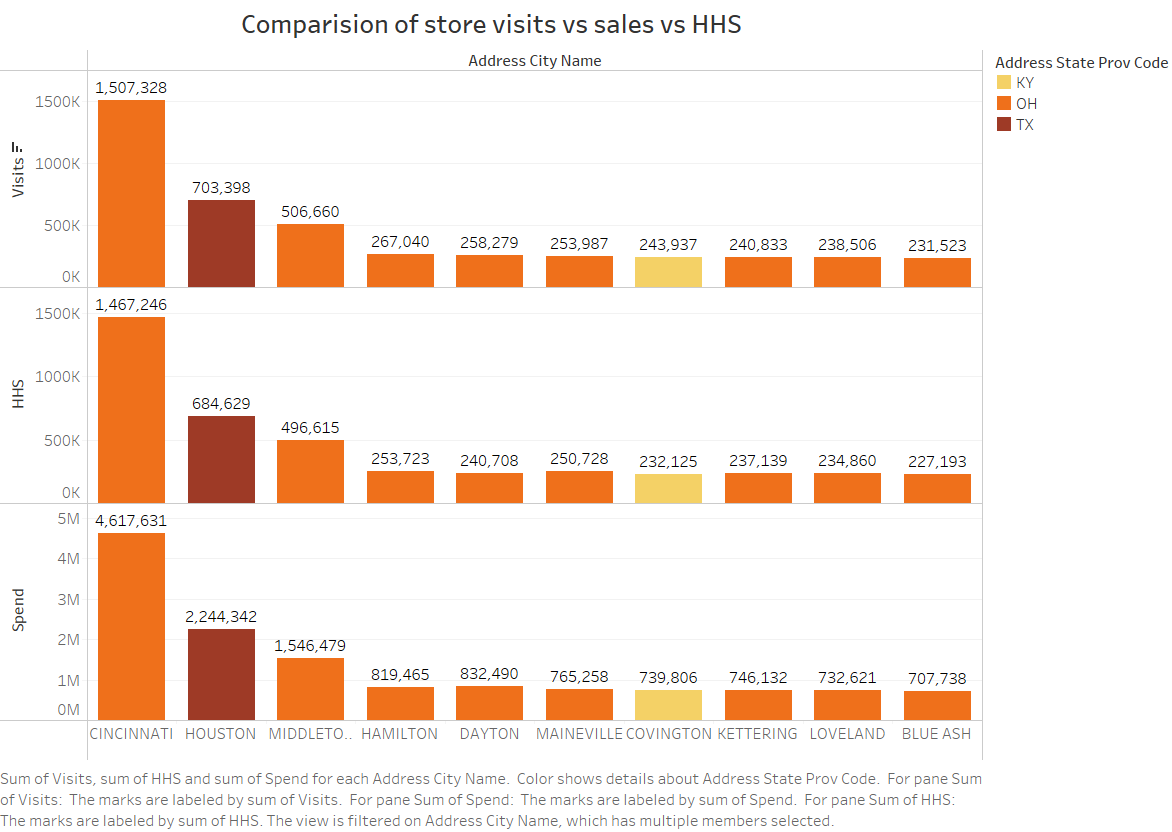 Comparision of store visits vs sales vs HHS
Address City Name
Address State Prov Code
KY
OH
TX
Visits
1500K
1000K
500K
0K
1,507,328
703,398
506,660
267,040
258,279
253,987
243,937
240,833
238,506
231,523
HHS
1500K
1000K
500K
0K
1,467,246
684,629
496,615
253,723
240,708
250,728
232,125
237,139
234,860
227,193
Spend
5M
4M
3M
2M
1M
0M
4,617,631
2,244,342
1,546,479
819,465
832,490
765,258
739,806
746,132
732,621
707,738
CINCINNATI
HOUSTON
MIDDLETO..
HAMILTON
DAYTON
MAINEVILLE
COVINGTON
KETTERING
LOVELAND
BLUE ASH
Sum of Visits, sum of HHS and sum of Spend for each Address City Name.  Color shows details about Address State Prov Code.  For pane Sum
of Visits:  The marks are labeled by sum of Visits.  For pane Sum of Spend:  The marks are labeled by sum of Spend.  For pane Sum of HHS:
The marks are labeled by sum of HHS. The view is filtered on Address City Name, which has multiple members selected.